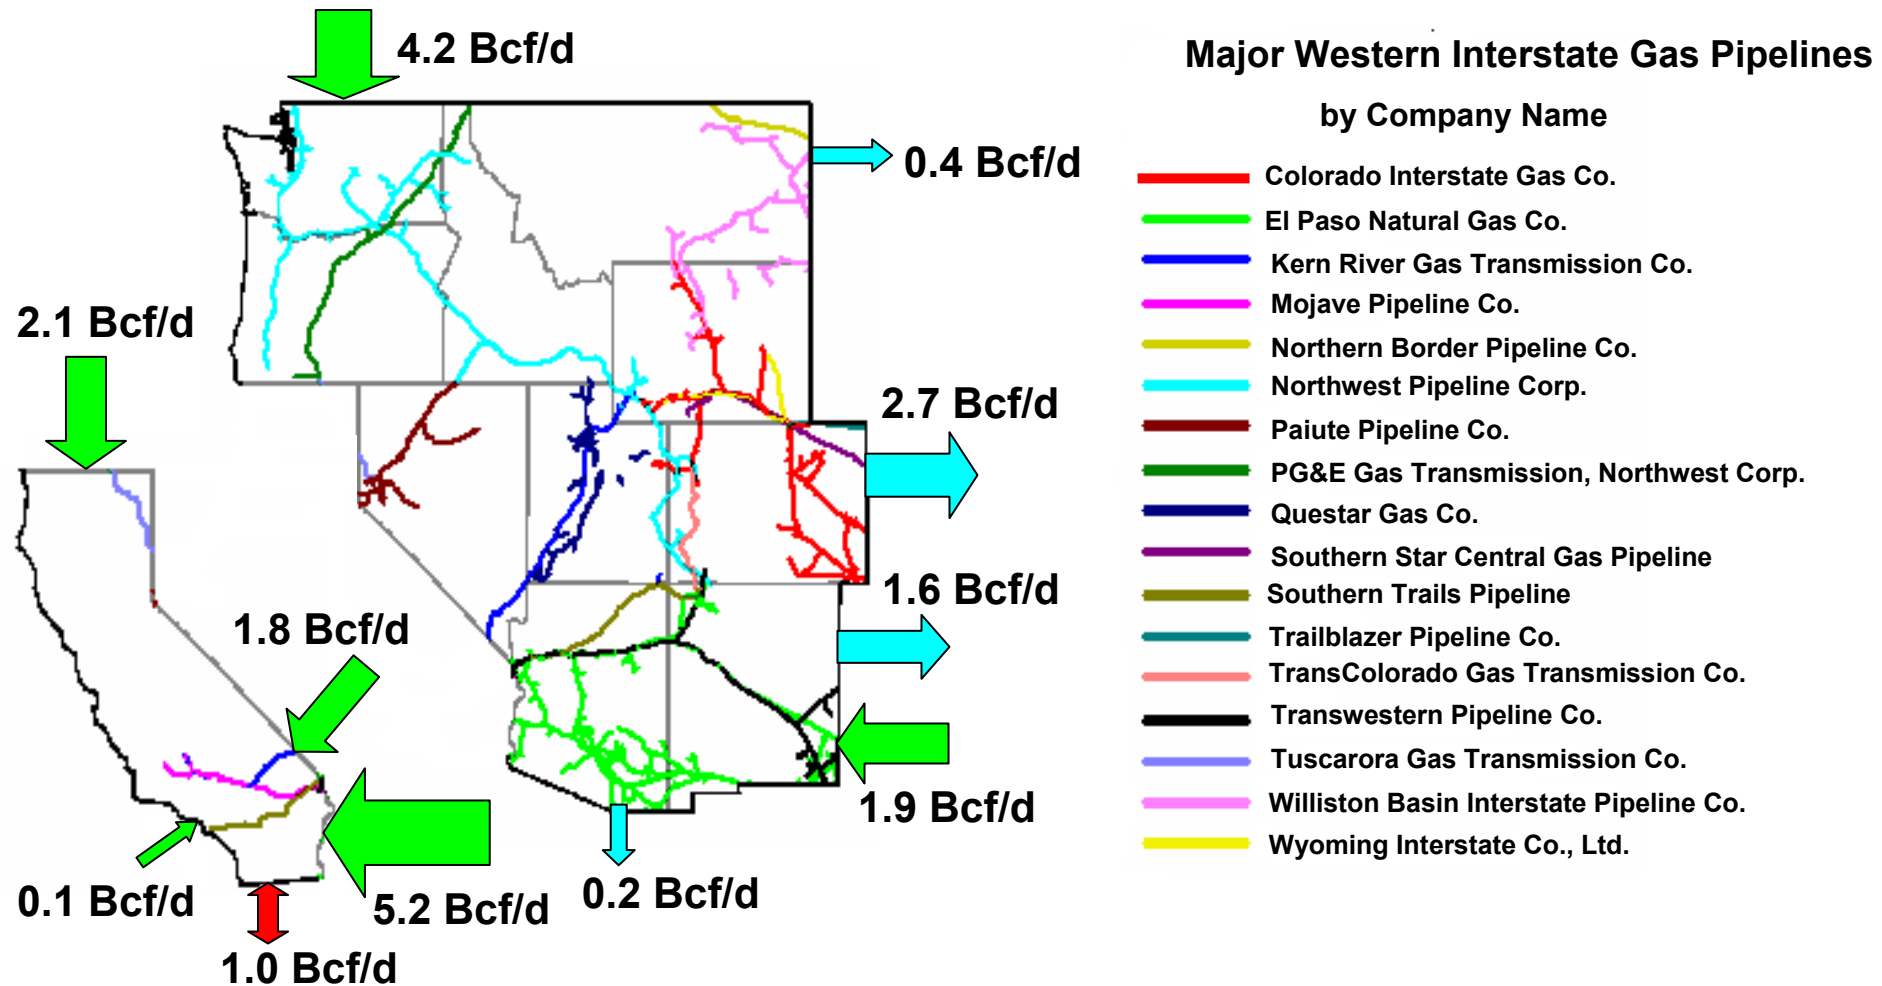 4.2 Bcf/d
0.4 Bcf/d
2.1 Bcf/d
2.7 Bcf/d
1.6 Bcf/d
1.8 Bcf/d
1.9 Bcf/d
0.1 Bcf/d
5.2 Bcf/d
0.2 Bcf/d
1.0 Bcf/d
Major Western Interstate Gas Pipelines
by Company Name
Colorado Interstate Gas Co.
El Paso Natural Gas Co.
Kern River Gas Transmission Co.
Mojave Pipeline Co.
Northern Border Pipeline Co.
Northwest Pipeline Corp.
Paiute Pipeline Co.
PG&E Gas Transmission, Northwest Corp.
Questar Gas Co.
Southern Star Central Gas Pipeline
Southern Trails Pipeline
Trailblazer Pipeline Co.
TransColorado Gas Transmission Co.
Transwestern Pipeline Co.
Tuscarora Gas Transmission Co.
Williston Basin Interstate Pipeline Co.
Wyoming Interstate Co., Ltd.